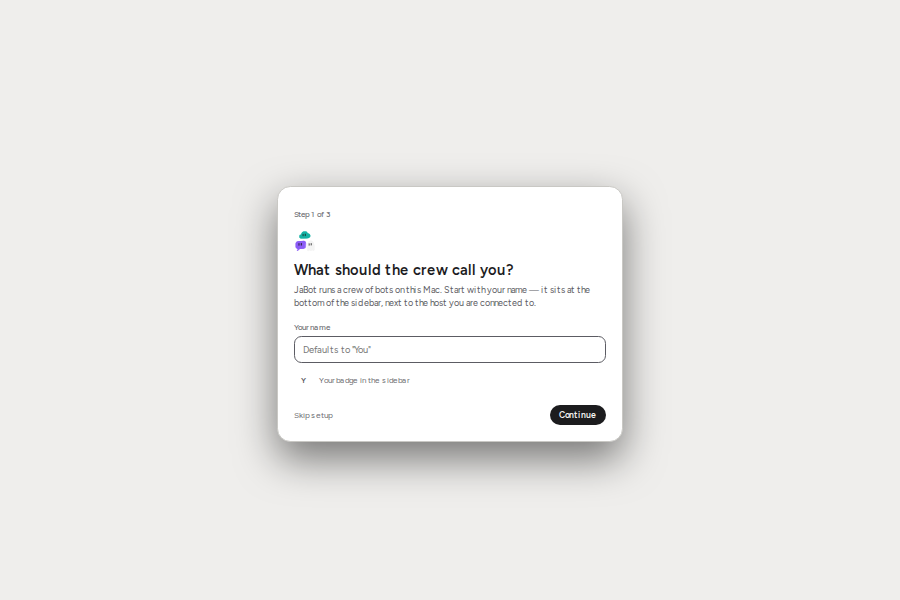 Step 1 of 3
What should the crew call you?
JaBot runs a crew of bots on this Mac. Start with your name — it sits at the
bottom of the sidebar, next to the host you are connected to.
Your name
Defaults to "You"
Y Your badge in the sidebar
Skip setup
Continue